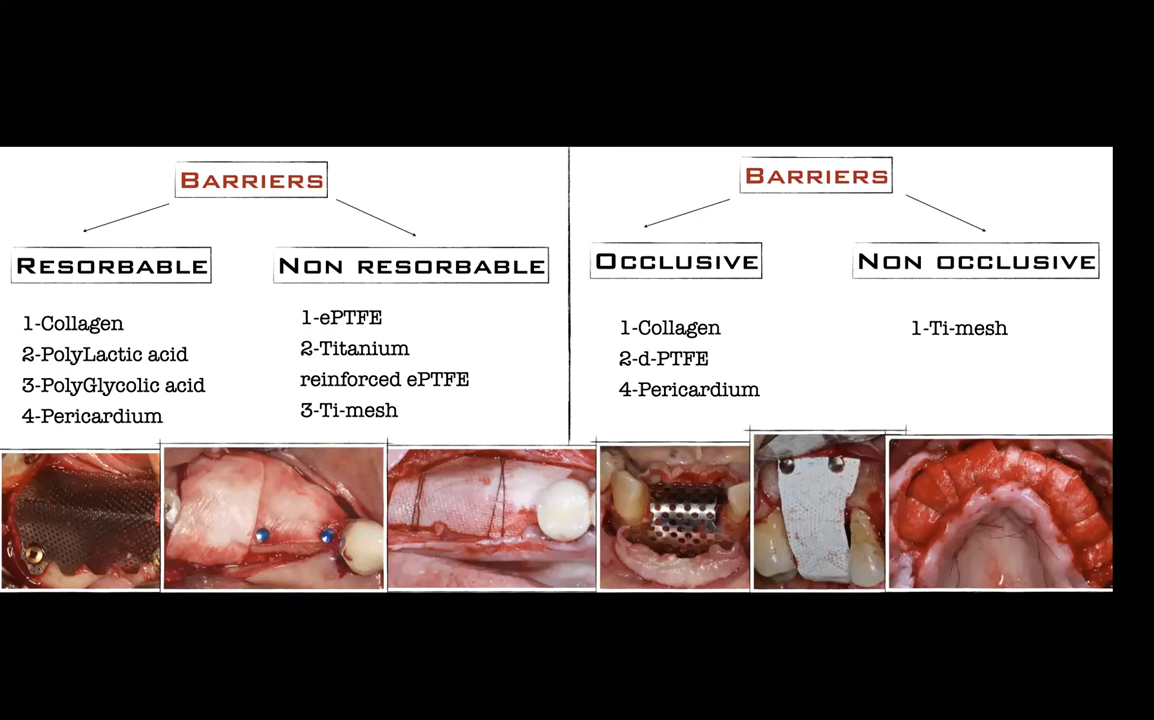 BARRIERS
RESORBABLE
NON RESORBABLE
1-Collagen
2-PolyLactic acid
3-PolyGlycolic acid
4-Pericardium
1-ePTFE
2-Titanium
reinforced ePTFE
3-Ti-mesh
BARRIERS
OCCLUSIVE
NON OCCLUSIVE
1-Collagen
2-d-PTFE
4-Pericardium
1-Ti-mesh